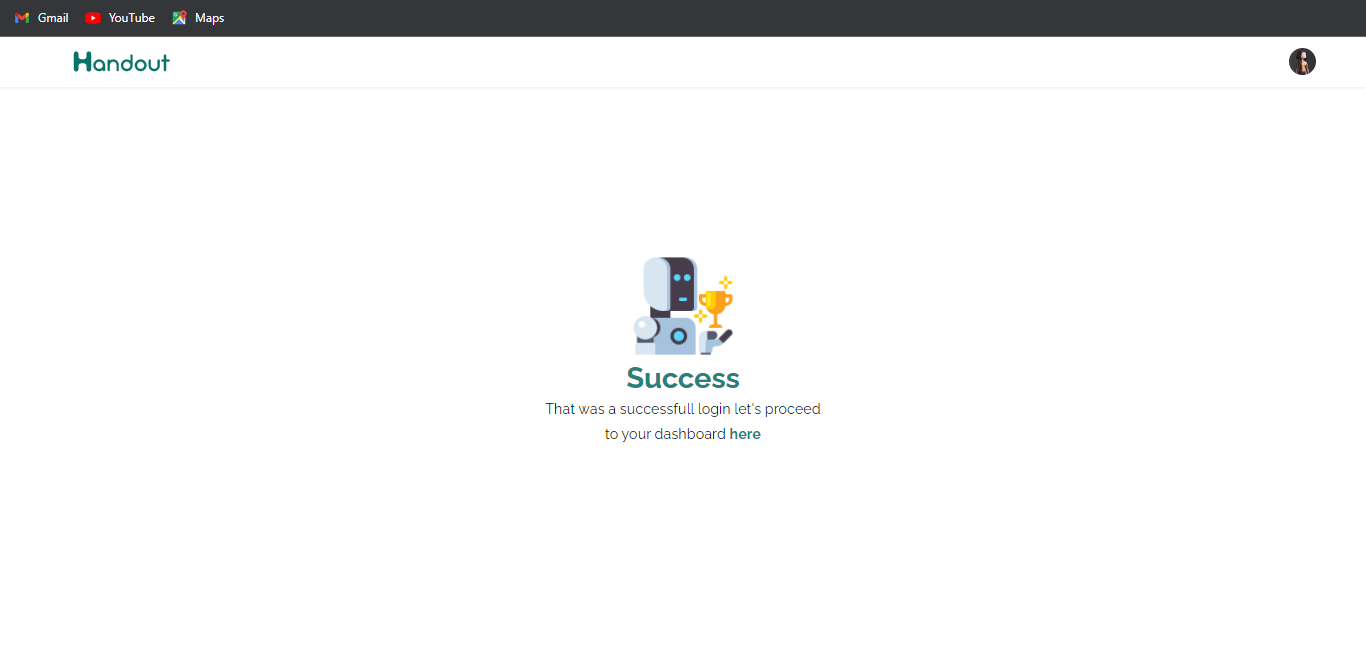 Gmail YouTube Maps
Handout
Success
That was a successfull login let's proceed
to your dashboard here